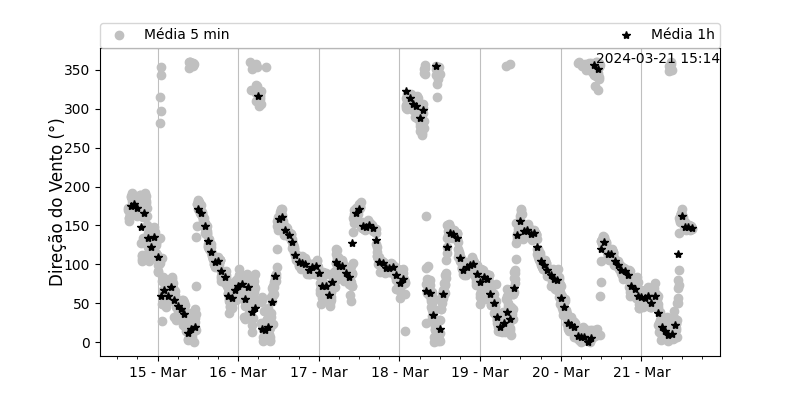 Média 5 min
Média 1h
2024-03-21 15:14
Direção do Vento (°)
350
300
250
200
150
100
50
0
15 - Mar
16 - Mar
17 - Mar
18 - Mar
19 - Mar
20 - Mar
21 - Mar